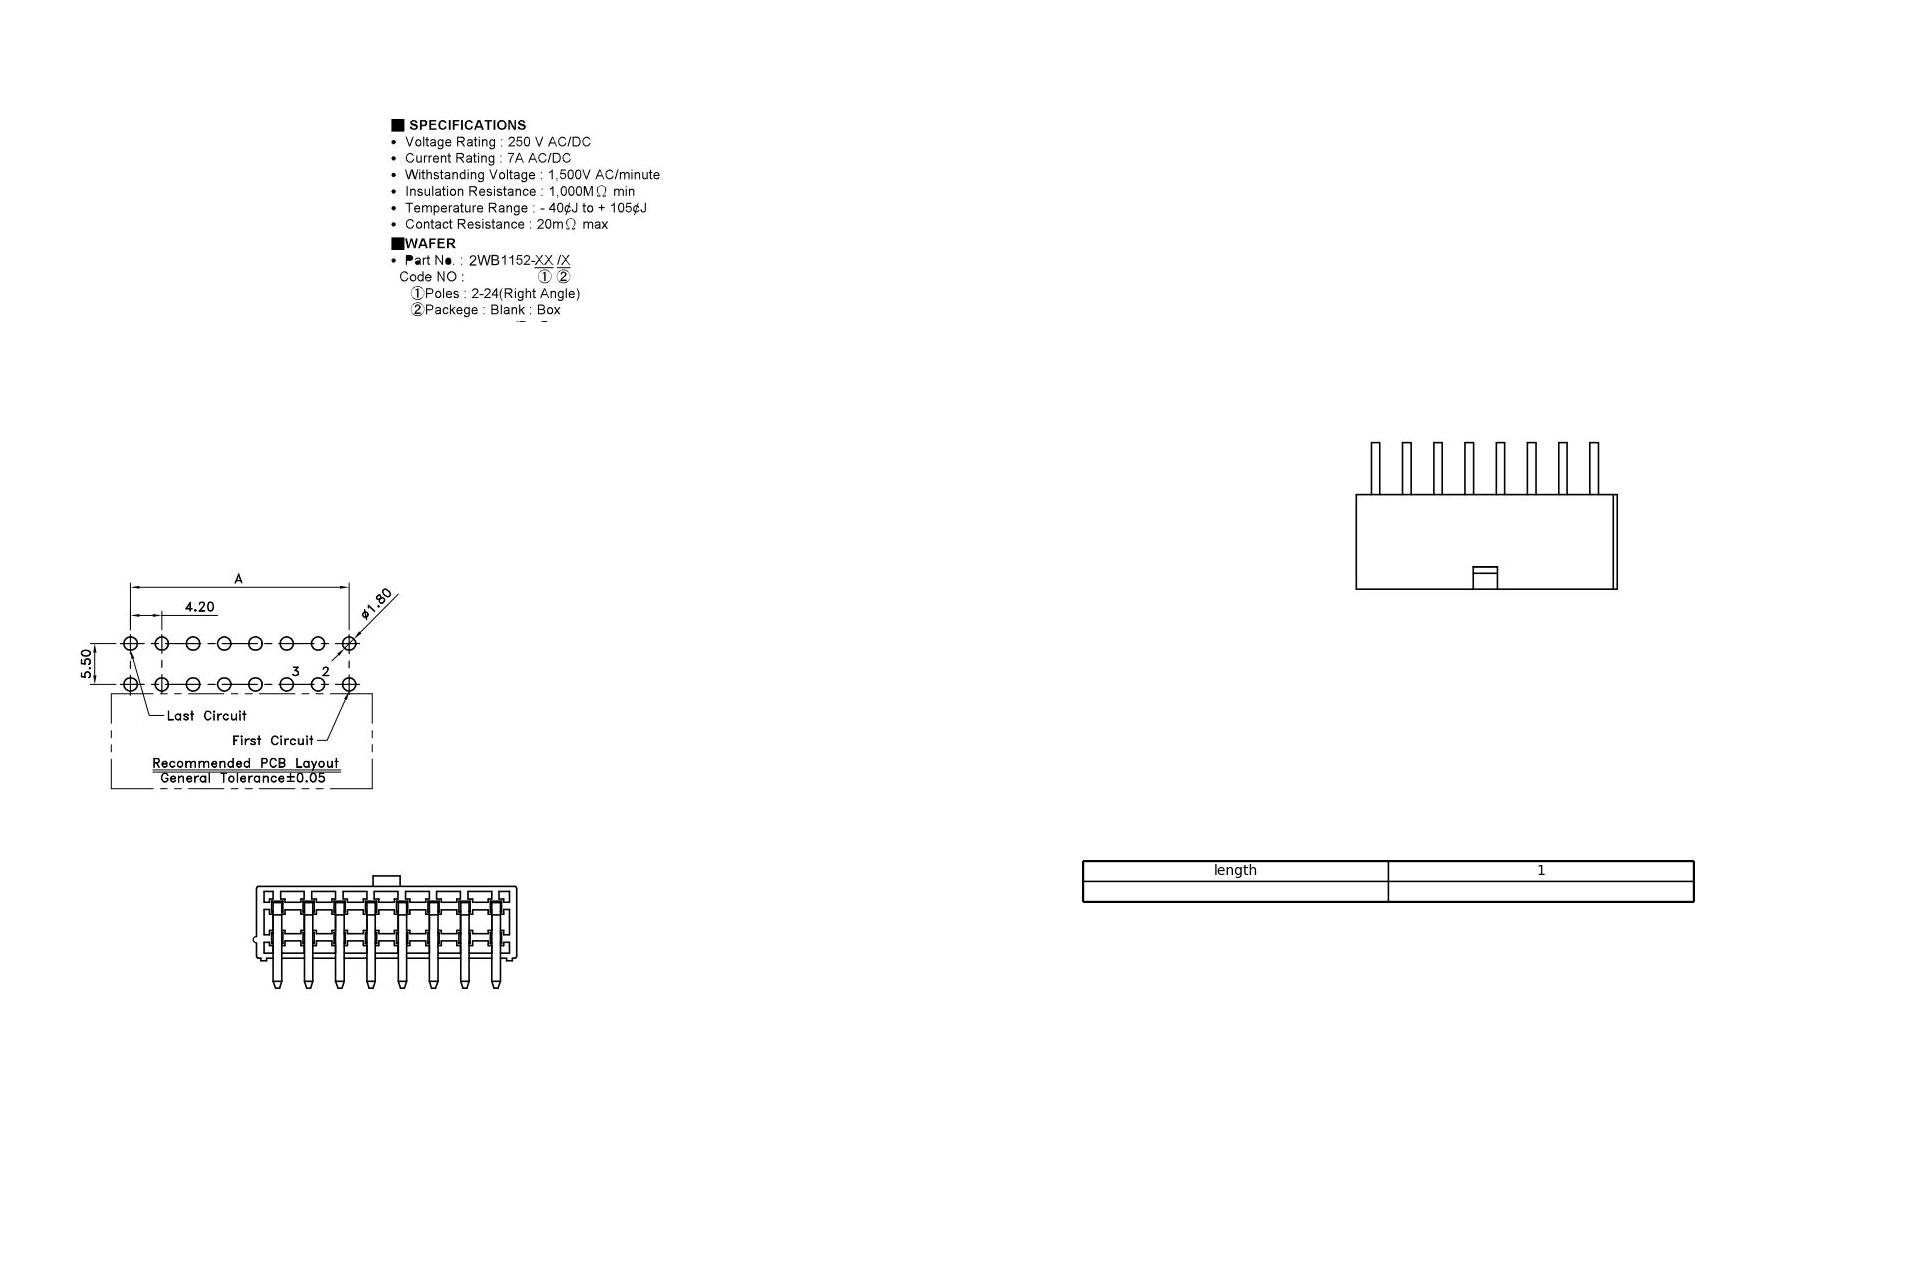 ■ SPECIFICATIONS
• Voltage Rating : 250 V AC/DC
• Current Rating : 7A AC/DC
• Withstanding Voltage : 1,500V AC/minute
• Insulation Resistance : 1,000MΩ min
• Temperature Range : - 40¢J to + 105¢J
• Contact Resistance : 20mΩ max
■WAFER
• Part No. : 2WB1152-XX /X
Code NO : ① ②
①Poles : 2-24(Right Angle)
②Packege : Blank : Box
A
4.20
ø1.80
5.50
3 2
Last Circuit
First Circuit
Recommended PCB Layout
General Tolerance±0.05
length 1